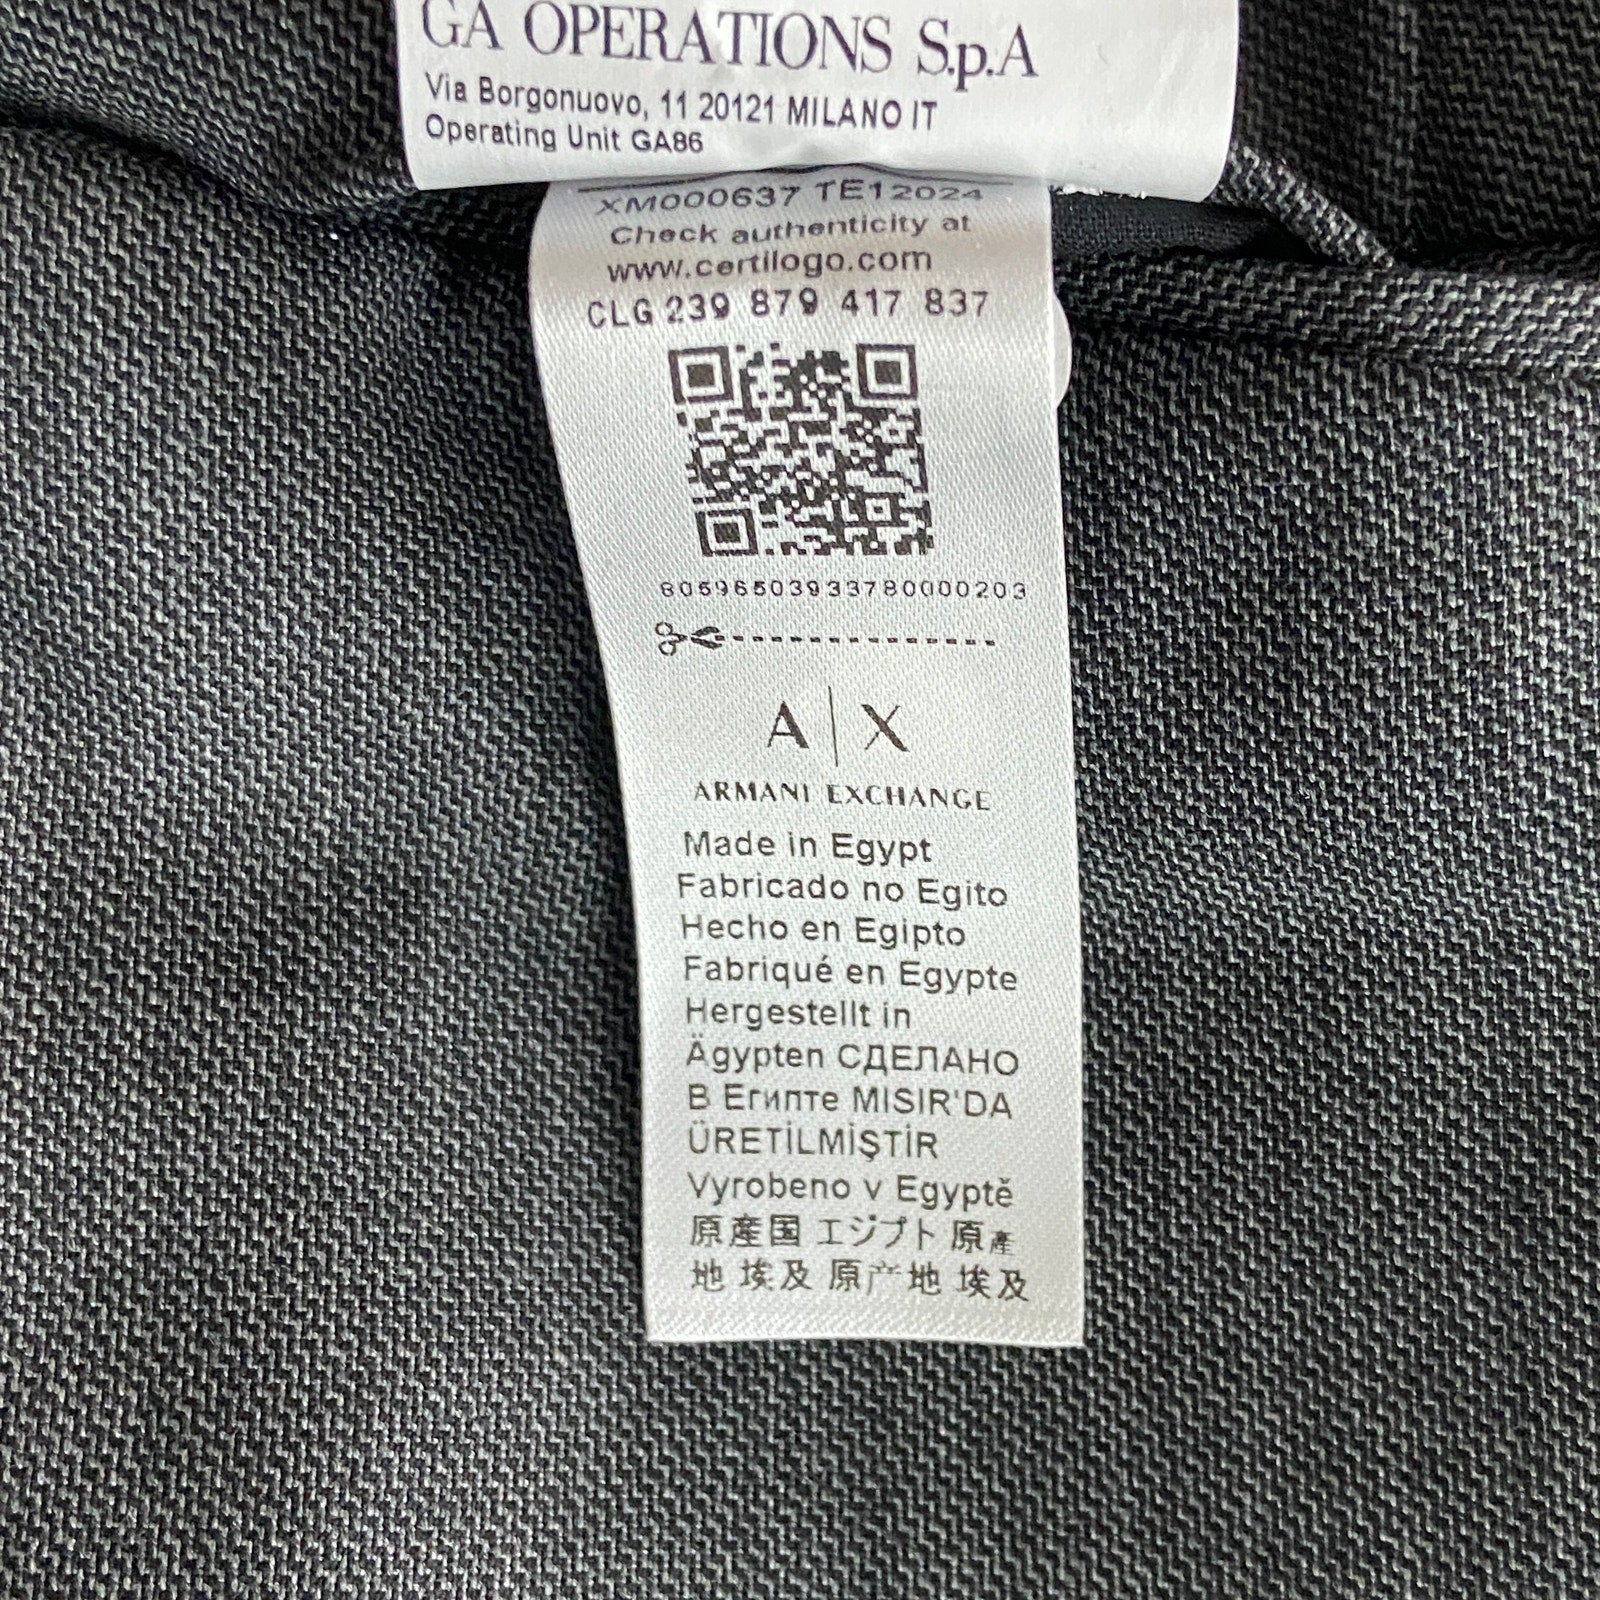 GA OPERATIONS S.p.A
Via Borgonuovo, 11 20121 MILANO IT
Operating Unit GA86
XM000637 TE12024
Check authenticity at
www.certilogo.com
CLG 239 879 417 837
80596503933780000203
A|X
ARMANI EXCHANGE
Made in Egypt
Fabricado no Egito
Hecho en Egipto
Fabriqué en Egypte
Hergestellt in
Ägypten СДЕЛАНО
В Египте MISIR'DA
ÜRETİLMİŞTİR
Vyrobeno v Egyptě
原産国 エジプト 原產
地 埃及 原产地 埃及